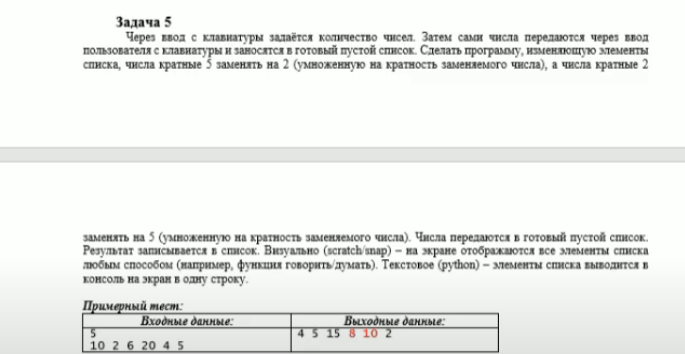 Задача 5
Через ввод с клавиатуры задаётся количество чисел. Затем сами числа передаются через ввод
пользователя с клавиатуры и заносятся в готовый пустой список. Сделать программу, изменяющую элементы
списка, числа кратные 5 заменять на 2 (умноженную на кратность заменяемого числа), а числа кратные 2
заменять на 5 (умноженную на кратность заменяемого числа). Числа передаются в готовый пустой список.
Результат записывается в список. Визуально (scratch/snap) – на экране отображаются все элементы списка
любым способом (например, функция говорить/думать). Текстовое (python) – элементы списка выводится в
консоль на экран в одну строку.
Примерный тест:
Входные данные: Выходные данные:
5 4 5 15 8 10 2
10 2 6 20 4 5